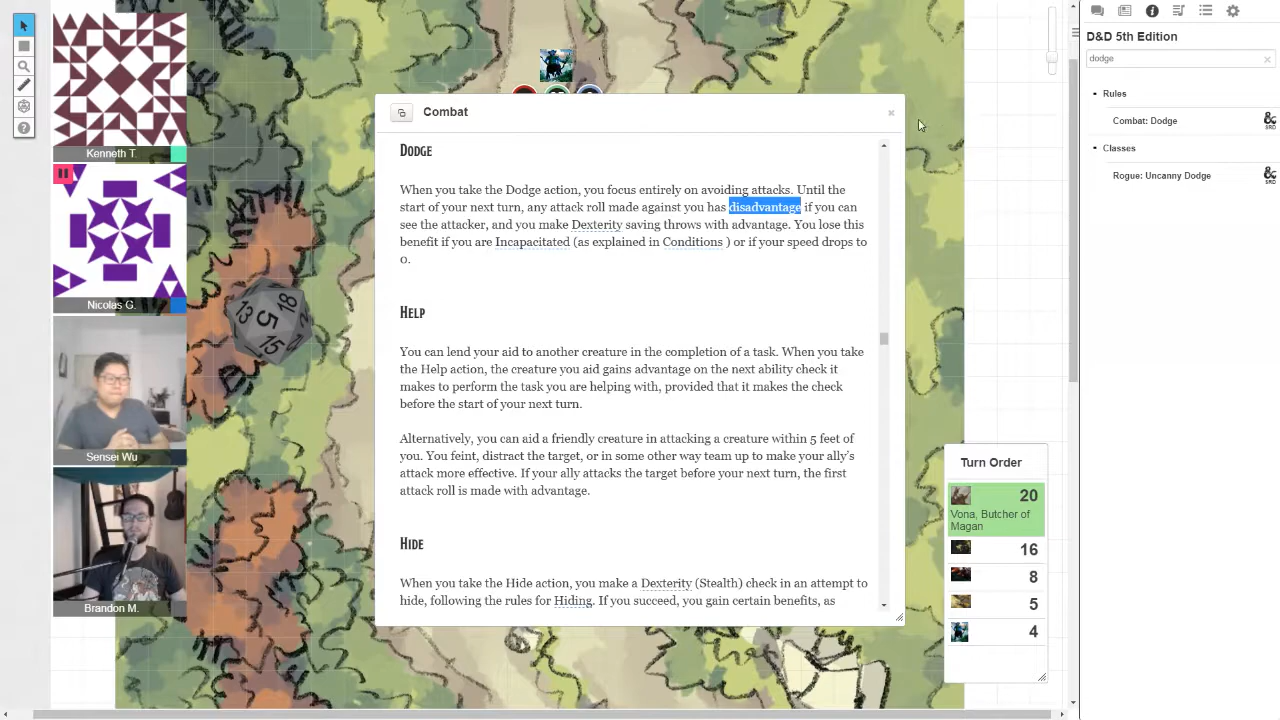 Kenneth T.
Nicolas G.
Sensei Wu
Brandon M.
13
18
5
15
Combat
DODGE
When you take the Dodge action, you focus entirely on avoiding attacks. Until the
start of your next turn, any attack roll made against you has disadvantage if you can
see the attacker, and you make Dexterity saving throws with advantage. You lose this
benefit if you are Incapacitated (as explained in Conditions ) or if your speed drops to
0.
HELP
You can lend your aid to another creature in the completion of a task. When you take
the Help action, the creature you aid gains advantage on the next ability check it
makes to perform the task you are helping with, provided that it makes the check
before the start of your next turn.
Alternatively, you can aid a friendly creature in attacking a creature within 5 feet of
you. You feint, distract the target, or in some other way team up to make your ally's
attack more effective. If your ally attacks the target before your next turn, the first
attack roll is made with advantage.
HIDE
When you take the Hide action, you make a Dexterity (Stealth) check in an attempt to
hide, following the rules for Hiding. If you succeed, you gain certain benefits, as
Turn Order
20
Vona, Butcher of
Magan
16
8
5
4
D&D 5th Edition
dodge
Rules
Combat: Dodge
& SRD
Classes
Rogue: Uncanny Dodge
& SRD